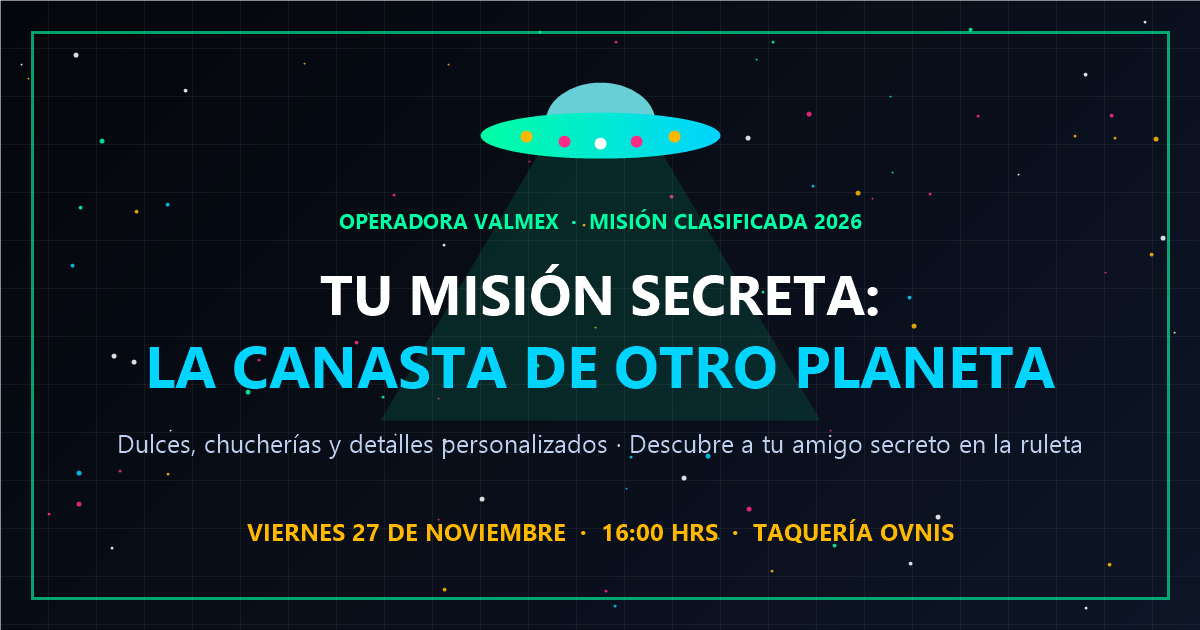 OPERADORA VALMEX · MISIÓN CLASIFICADA 2026
TU MISIÓN SECRETA:
LA CANASTA DE OTRO PLANETA
Dulces, chucherías y detalles personalizados · Descubre a tu amigo secreto en la ruleta
VIERNES 27 DE NOVIEMBRE · 16:00 HRS · TAQUERÍA OVNIS